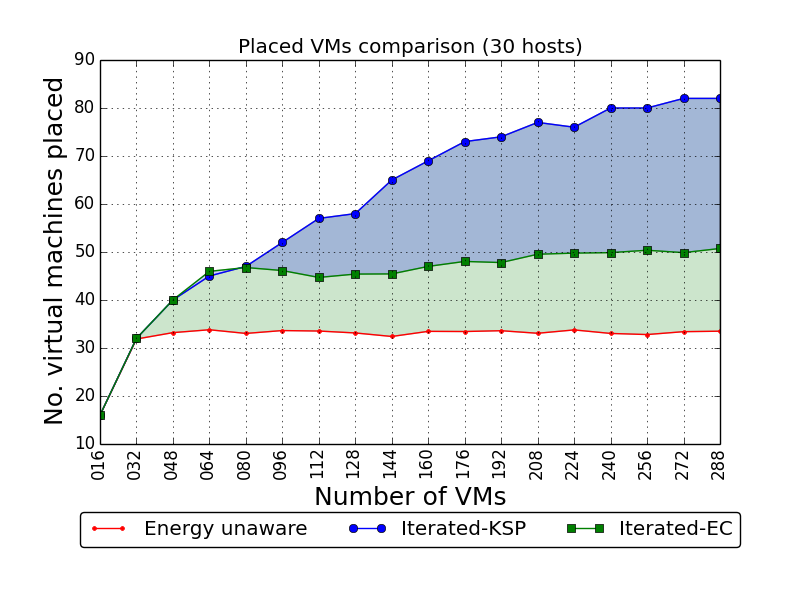 Placed VMs comparison (30 hosts)
No. virtual machines placed
90
80
70
60
50
40
30
20
10
016 032 048 064 080 096 112 128 144 160 176 192 208 224 240 256 272 288
Number of VMs
Energy unaware Iterated-KSP Iterated-EC